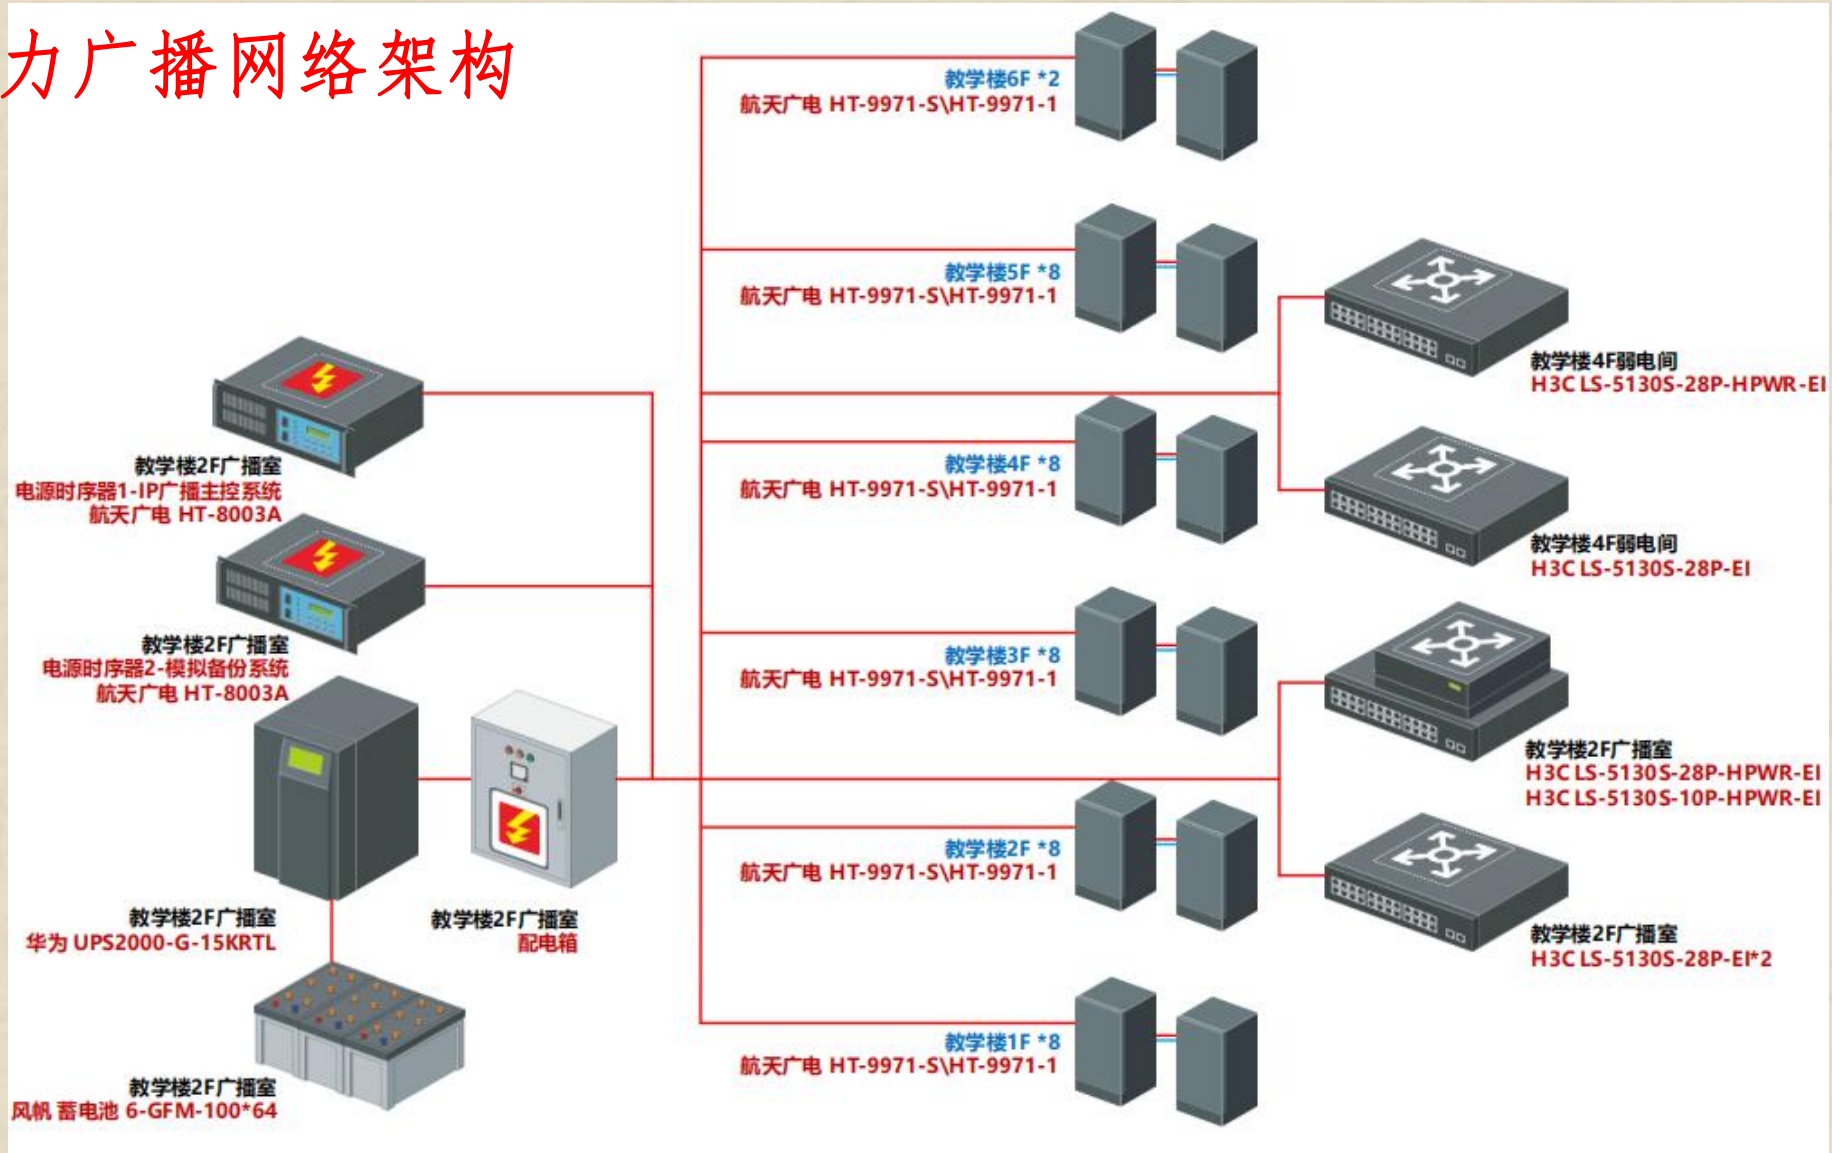 力广播网络架构
教学楼6F *2
航天广电 HT-9971-S\HT-9971-1
教学楼5F *8
航天广电 HT-9971-S\HT-9971-1
教学楼4F弱电间
H3C LS-5130S-28P-HPWR-EI
教学楼2F广播室
电源时序器1-IP广播主控系统
航天广电 HT-8003A
教学楼4F *8
航天广电 HT-9971-S\HT-9971-1
教学楼4F弱电间
H3C LS-5130S-28P-EI
教学楼2F广播室
电源时序器2-模拟备份系统
航天广电 HT-8003A
教学楼3F *8
航天广电 HT-9971-S\HT-9971-1
教学楼2F广播室
H3C LS-5130S-28P-HPWR-EI
H3C LS-5130S-10P-HPWR-EI
教学楼2F *8
航天广电 HT-9971-S\HT-9971-1
教学楼2F广播室
华为 UPS2000-G-15KRTL
教学楼2F广播室
配电箱
教学楼2F广播室
H3C LS-5130S-28P-EI*2
教学楼1F *8
航天广电 HT-9971-S\HT-9971-1
教学楼2F广播室
风帆 蓄电池 6-GFM-100*64